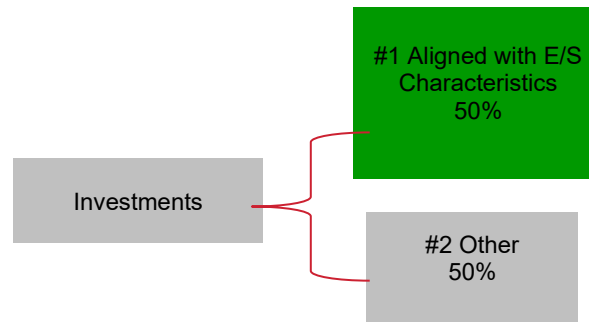 #1 Aligned with E/S
Characteristics
50%
Investments
#2 Other
50%